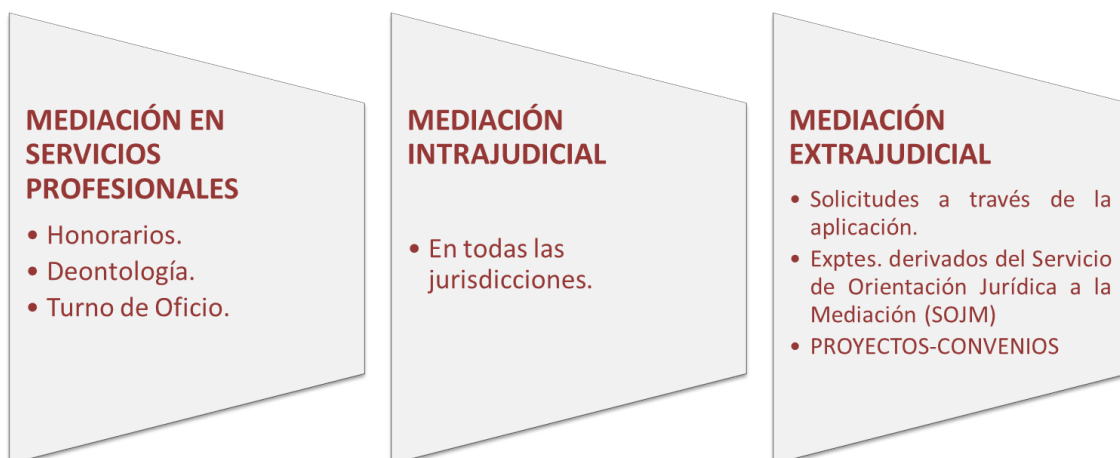 MEDIACIÓN EN
SERVICIOS
PROFESIONALES
• Honorarios.
• Deontología.
• Turno de Oficio.
MEDIACIÓN
INTRAJUDICIAL
• En todas las
jurisdicciones.
MEDIACIÓN
EXTRAJUDICIAL
• Solicitudes a través de la
aplicación.
• Exptes. derivados del Servicio
de Orientación Jurídica a la
Mediación (SOJM)
• PROYECTOS-CONVENIOS